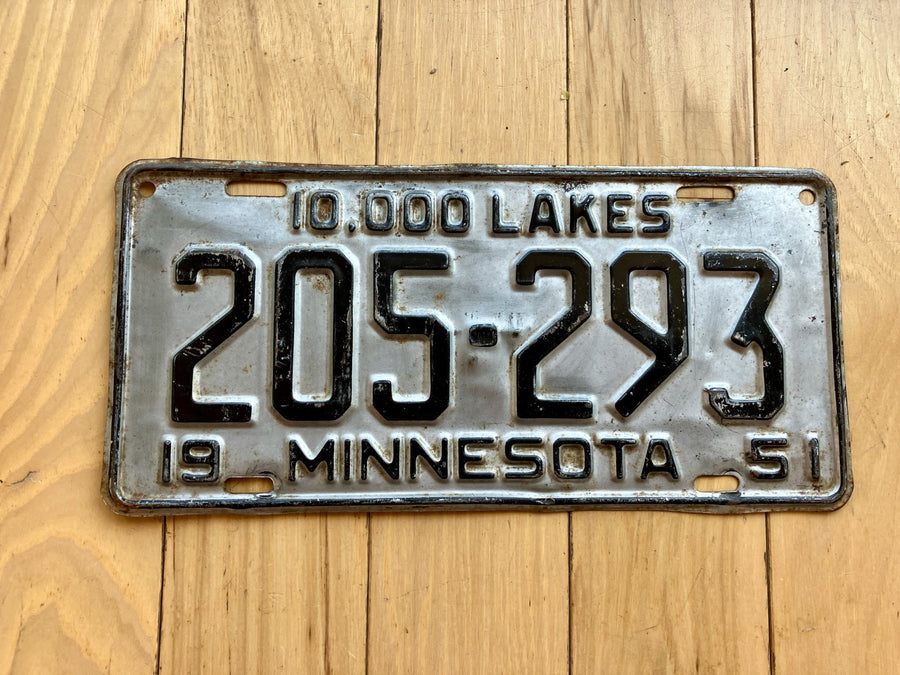 10,000 LAKES
205-293
19 MINNESOTA 51